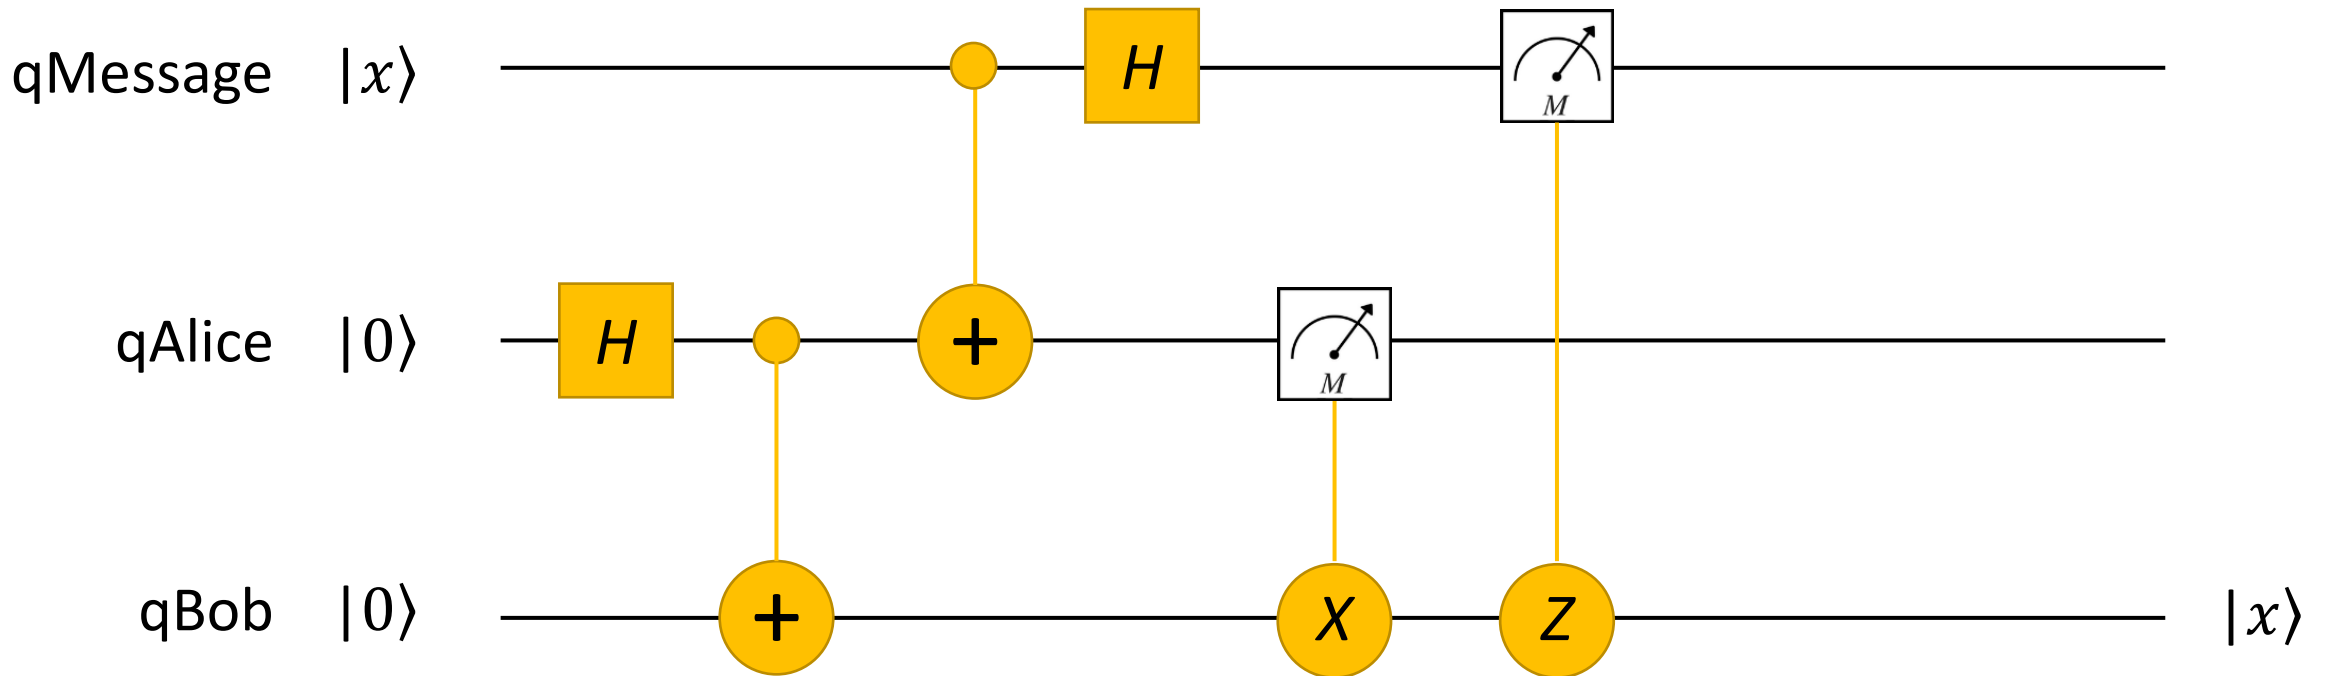 qMessage |x⟩ H M
qAlice |0⟩ H + M
qBob |0⟩ + X Z |x⟩